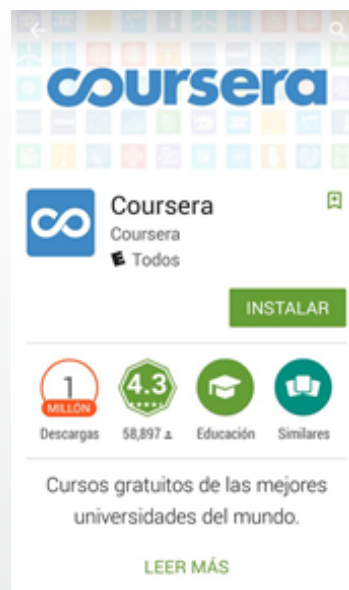 coursera
Coursera
Coursera
Todos
INSTALAR
1
MILLÓN
4.3
Descargas
58,897
Educación
Similares
Cursos gratuitos de las mejores
universidades del mundo.
LEER MÁS